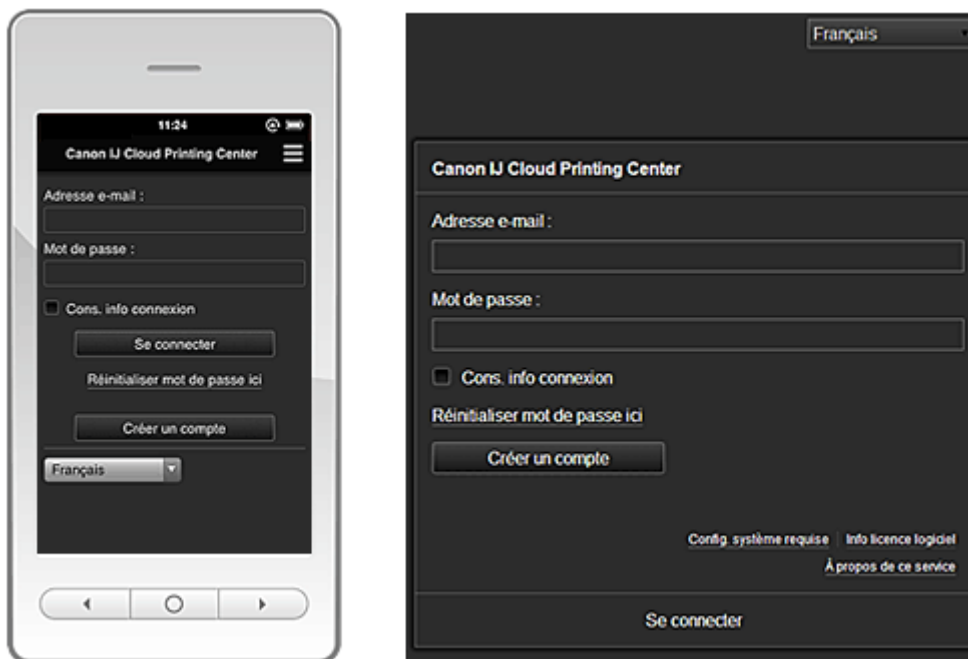 11:24
Canon IJ Cloud Printing Center
Adresse e-mail :
Mot de passe :
Cons. info connexion
Se connecter
Réinitialiser mot de passe ici
Créer un compte
Français
Français
Canon IJ Cloud Printing Center
Adresse e-mail :
Mot de passe :
Cons. info connexion
Réinitialiser mot de passe ici
Créer un compte
Config. système requise Info licence logiciel
À propos de ce service
Se connecter